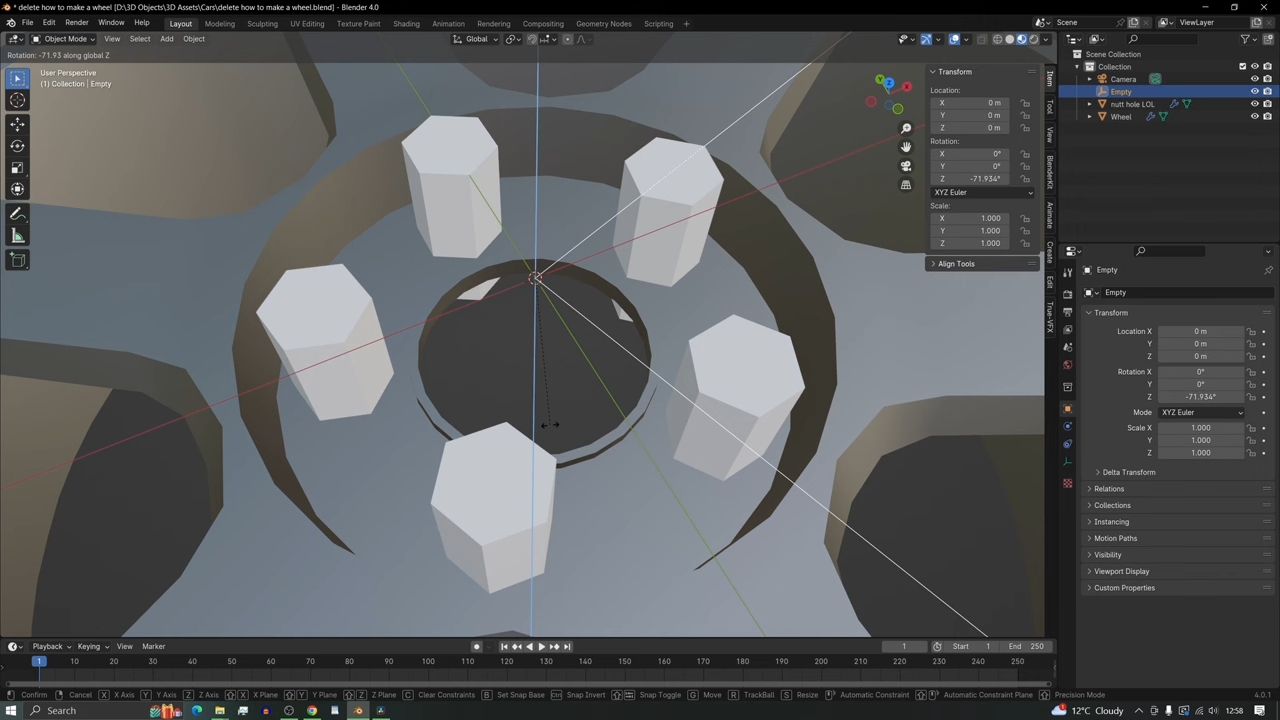 * delete how to make a wheel [D:\3D Objects\3D Assets\Cars\delete how to make a wheel.blend] - Blender 4.0
File Edit Render Window Help Layout Modeling Sculpting UV Editing Texture Paint Shading Animation Rendering Compositing Geometry Nodes Scripting + Scene ViewLayer
Object Mode View Select Add Object Global
Rotation: -71.93 along global Z
User Perspective
(1) Collection | Empty
Transform
Location:
X 0 m
Y 0 m
Z 0 m
Rotation:
X 0°
Y 0°
Z -71.934°
XYZ Euler
Scale:
X 1.000
Y 1.000
Z 1.000
Align Tools
Item
Tool
View
BlenderKit
Animate
Create
Edit
True-VFX
Z
Y
X
Scene Collection
Collection
Camera
Empty
nutt hole LOL
Wheel
Empty
Empty
Transform
Location X 0 m
Y 0 m
Z 0 m
Rotation X 0°
Y 0°
Z -71.934°
Mode XYZ Euler
Scale X 1.000
Y 1.000
Z 1.000
Delta Transform
Relations
Collections
Instancing
Motion Paths
Visibility
Viewport Display
Custom Properties
Playback Keying View Marker 1 Start 1 End 250
1 10 20 30 40 50 60 70 80 90 100 110 120 130 140 150 160 170 180 190 200 210 220 230 240 250
Confirm Cancel X X Axis Y Y Axis Z Z Axis X X Plane Y Y Plane Z Z Plane C Clear Constraints B Set Snap Base Snap Invert Snap Toggle G Move R TrackBall S Resize Automatic Constraint Automatic Constraint Plane Precision Mode 4.0.1
Search 12°C Cloudy 12:58